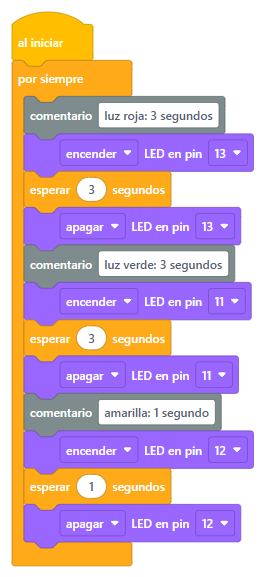 al iniciar
por siempre
comentario luz roja: 3 segundos
encender LED en pin 13
esperar 3 segundos
apagar LED en pin 13
comentario luz verde: 3 segundos
encender LED en pin 11
esperar 3 segundos
apagar LED en pin 11
comentario amarilla: 1 segundo
encender LED en pin 12
esperar 1 segundos
apagar LED en pin 12